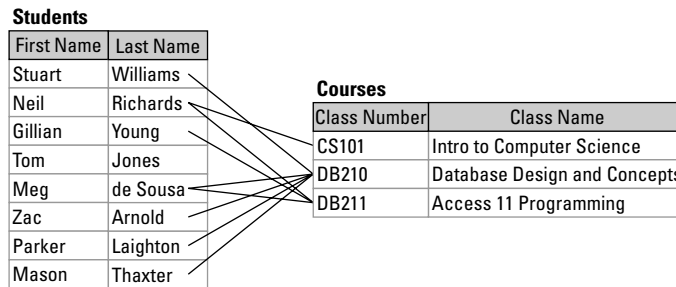 Students
First Name Last Name
Stuart Williams
Neil Richards
Gillian Young
Tom Jones
Meg de Sousa
Zac Arnold
Parker Laighton
Mason Thaxter
Courses
Class Number Class Name
CS101 Intro to Computer Science
DB210 Database Design and Concepts
DB211 Access 11 Programming